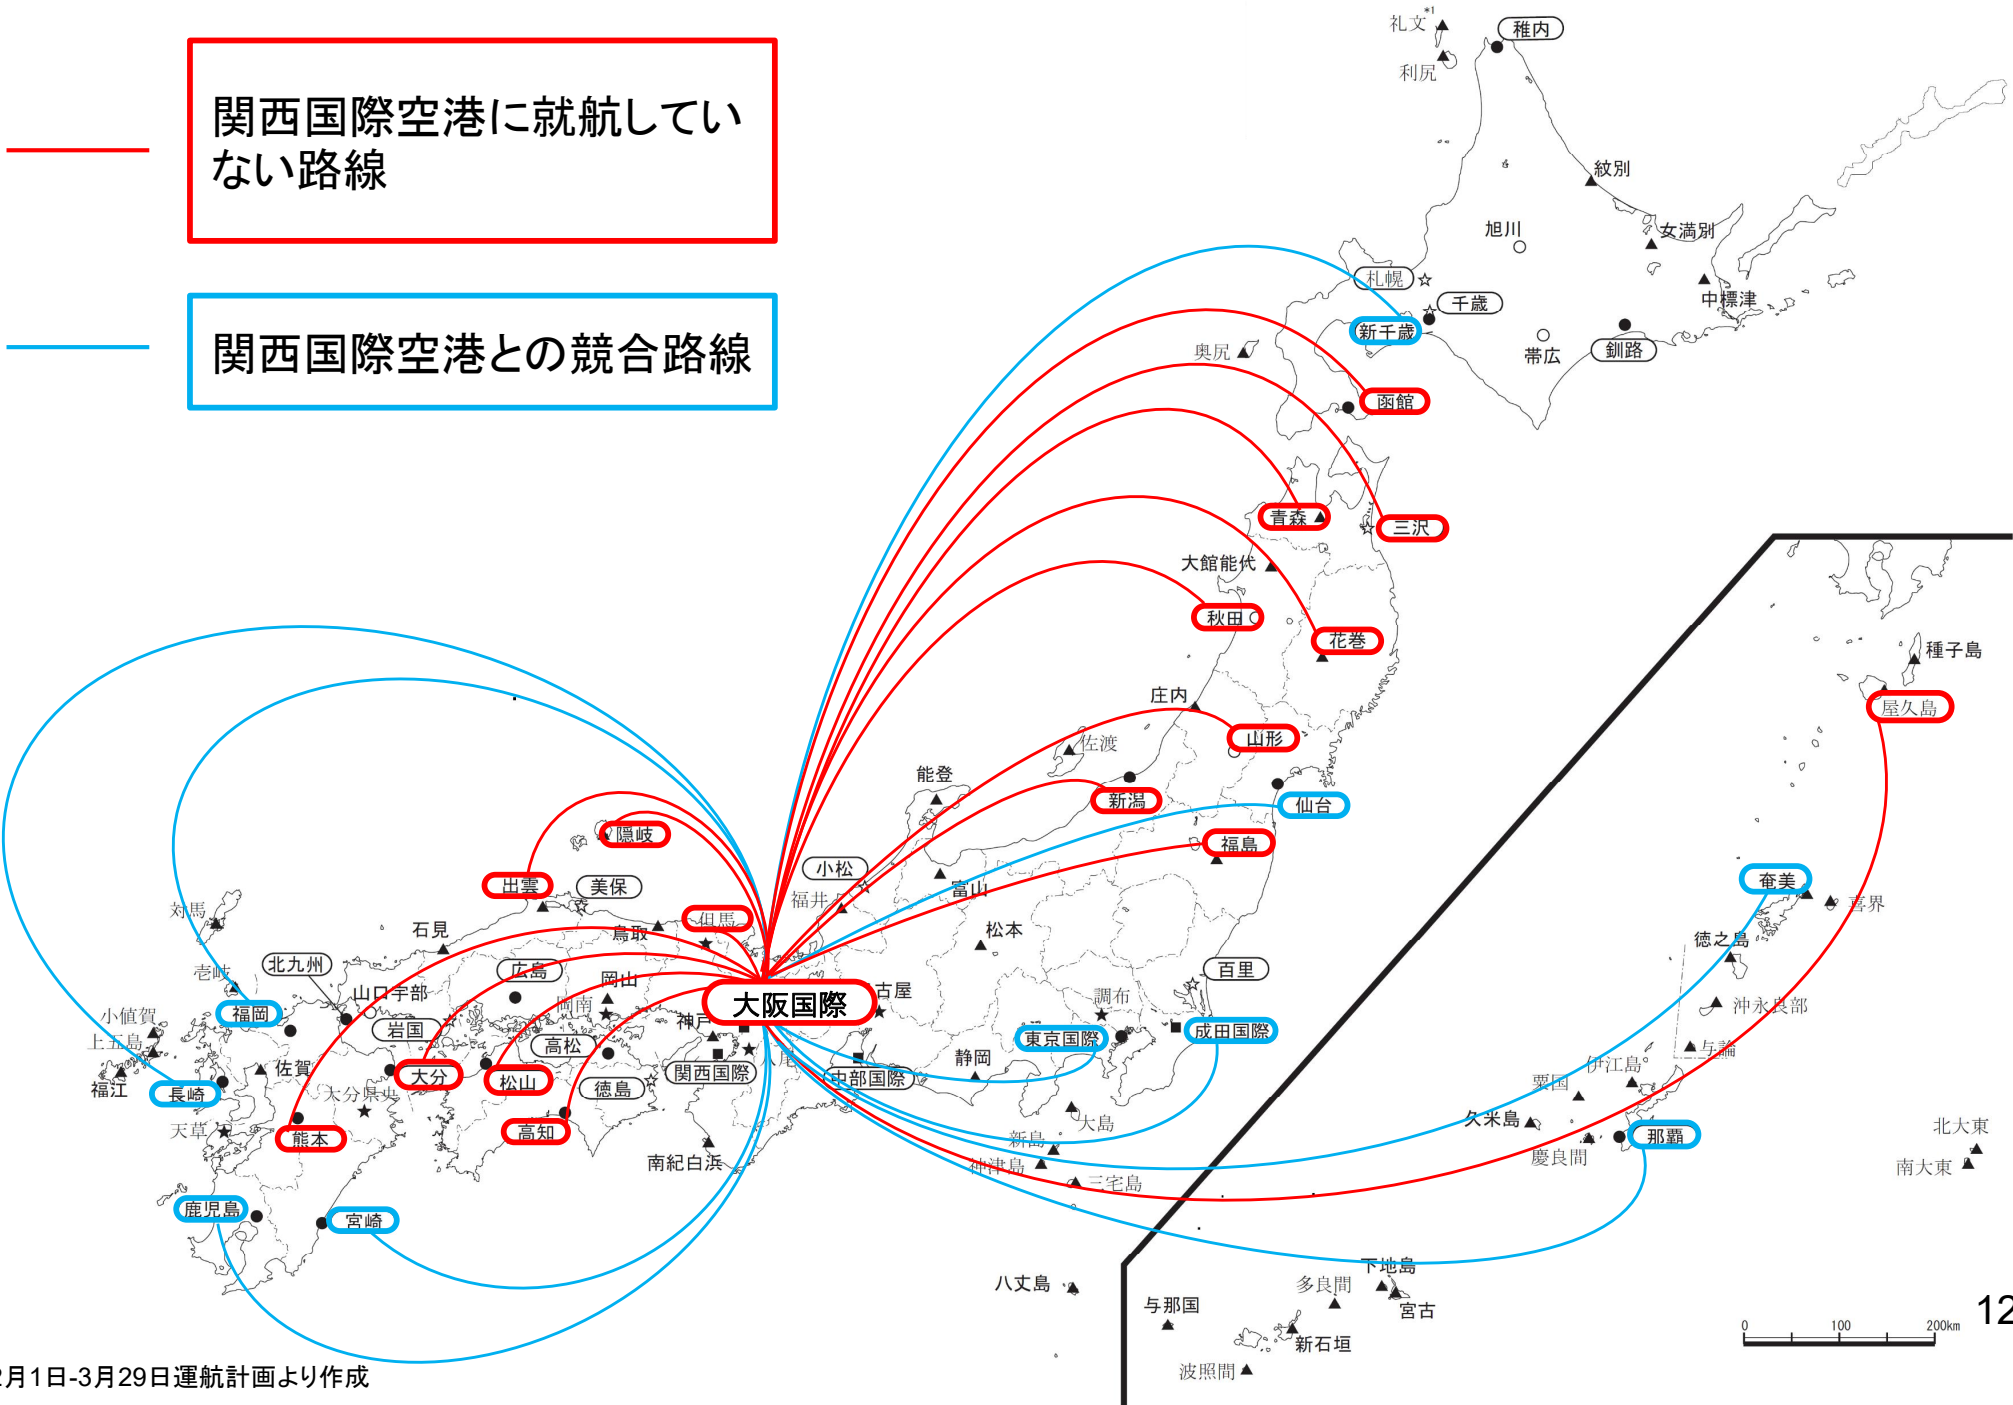 関西国際空港に就航してい
ない路線
関西国際空港との競合路線
礼文*1
稚内
利尻
紋別
旭川
女満別
札幌
中標津
千歳
新千歳
奥尻
帯広
釧路
函館
青森
三沢
大館能代
秋田
花巻
種子島
庄内
屋久島
佐渡
山形
能登
新潟
仙台
隠岐
福島
小松
出雲
美保
富山
奄美
福井
喜界
対馬
但馬
石見
鳥取
松本
徳之島
北九州
広島
百里
壱岐
岡山
山口宇部
大阪国際
古屋
調布
沖永良部
小値賀
福岡
岡南
神戸
岩国
東京国際
成田国際
上五島
高松
与論
佐賀
大分
静岡
伊江島
八尾
関西国際
中部国際
福江
長崎
松山
徳島
粟国
大分県央
大島
久米島
天草
熊本
高知
新島
那覇
北大東
南紀白浜
神津島
慶良間
南大東
三宅島
鹿児島
宮崎
下地島
八丈島
多良間
与那国
宮古
新石垣
波照間
0 100 200km
12
2月1日-3月29日運航計画より作成